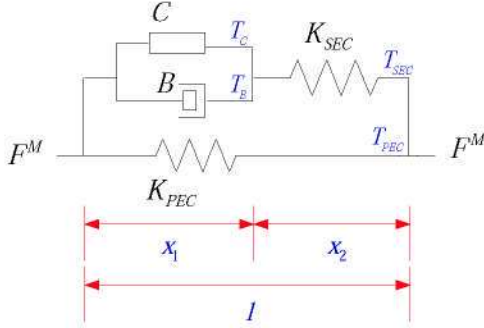 C
T_C
K_SEC
B
T_B
T_SEC
F^M
T_PEC
F^M
K_PEC
x_1
x_2
l